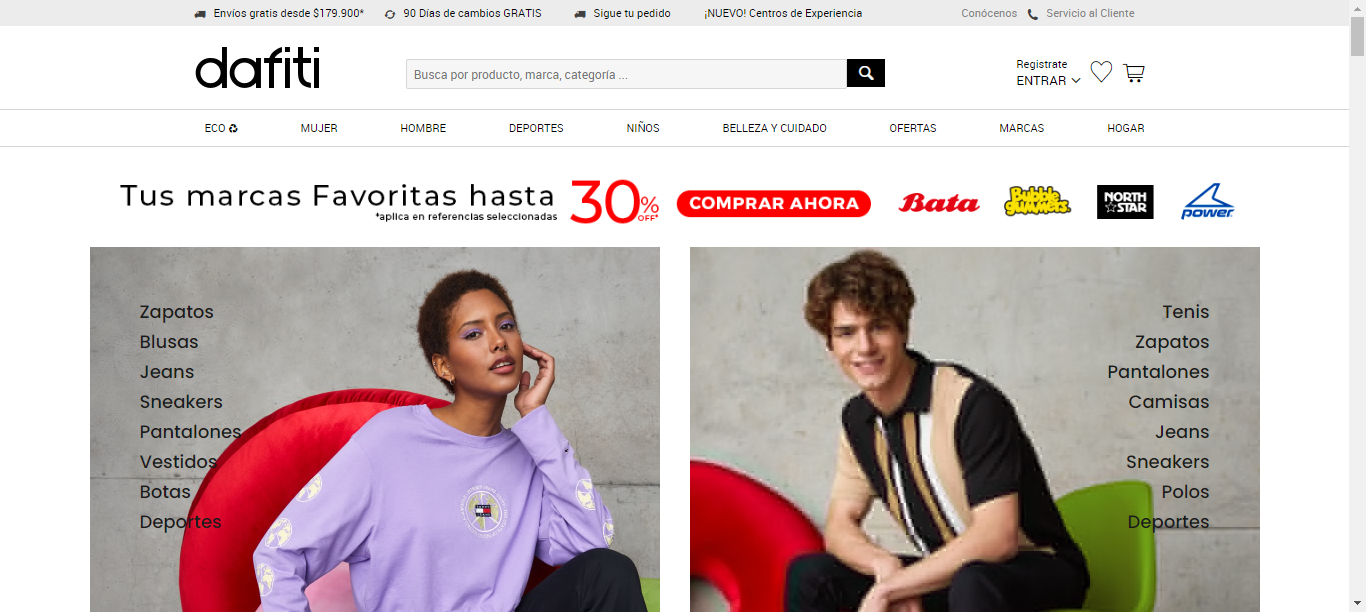 Envíos gratis desde $179.900* 90 Días de cambios GRATIS Sigue tu pedido ¡NUEVO! Centros de Experiencia Conócenos Servicio al Cliente
dafiti
Busca por producto, marca, categoría ...
Registrate
ENTRAR
ECO MUJER HOMBRE DEPORTES NIÑOS BELLEZA Y CUIDADO OFERTAS MARCAS HOGAR
Tus marcas Favoritas hasta
*aplica en referencias seleccionadas
30%
OFF*
COMPRAR AHORA
Bata
Bubble
gummers
NORTH
STAR
power
Zapatos
Blusas
Jeans
Sneakers
Pantalones
Vestidos
Botas
Deportes
Tenis
Zapatos
Pantalones
Camisas
Jeans
Sneakers
Polos
Deportes